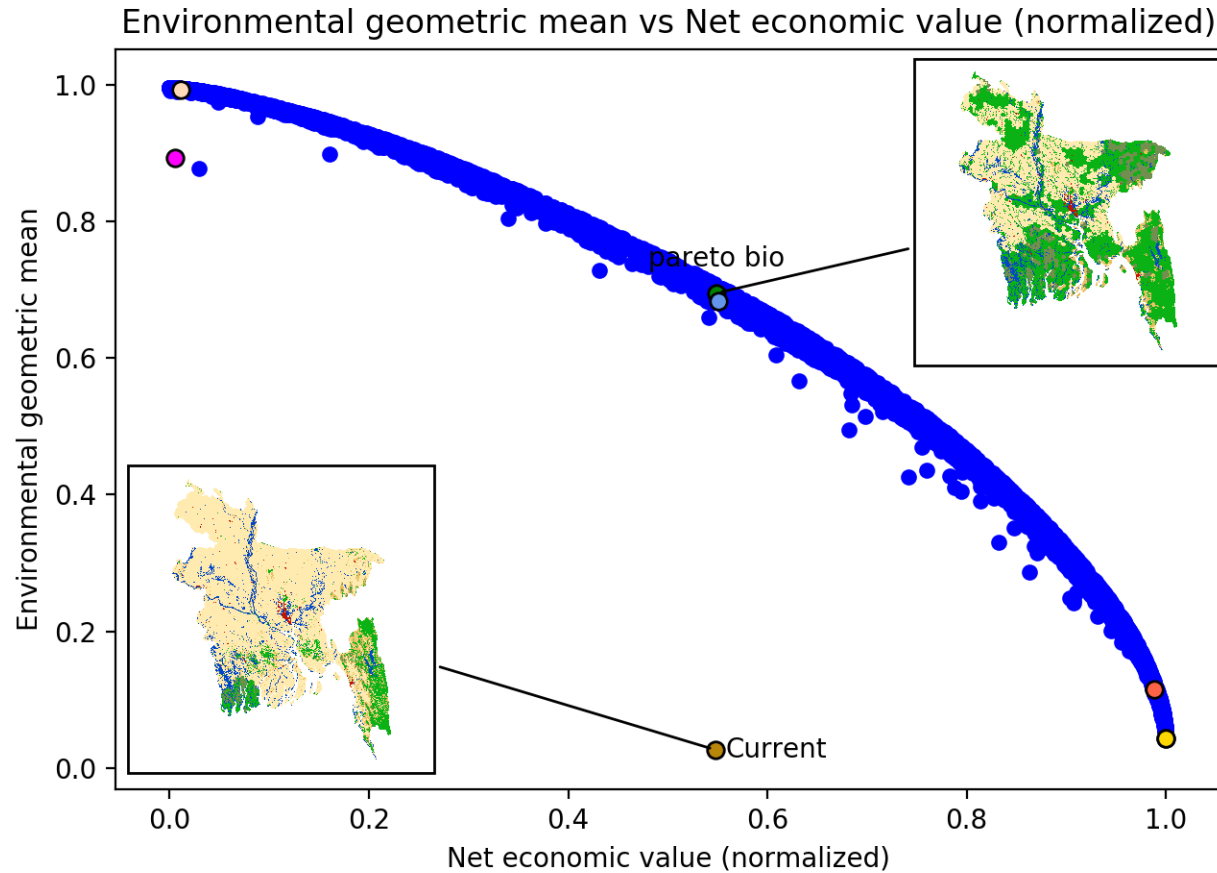 Environmental geometric mean vs Net economic value (normalized)
Environmental geometric mean
1.0
0.8
0.6
0.4
0.2
0.0
pareto bio
Current
0.0
0.2
0.4
0.6
0.8
1.0
Net economic value (normalized)